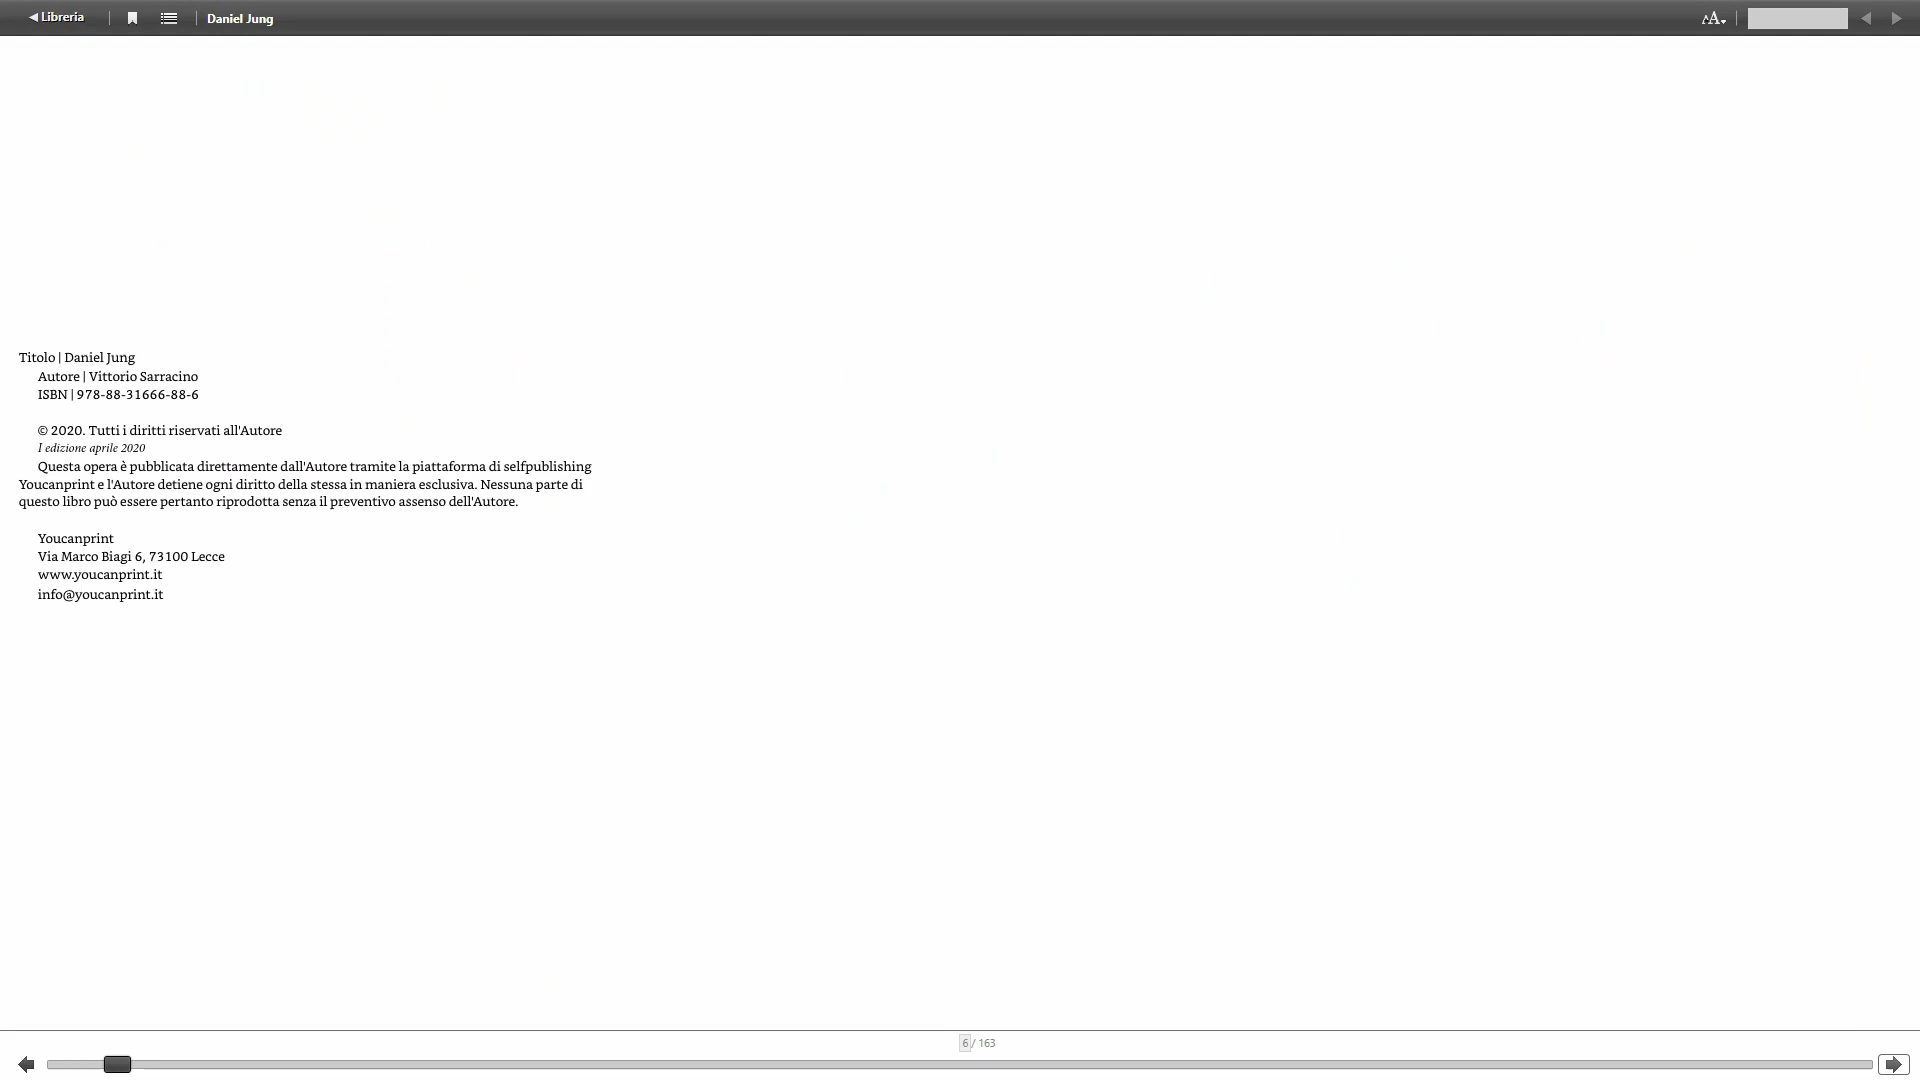 Libreria
Daniel Jung
AA
Titolo | Daniel Jung
Autore | Vittorio Sarracino
ISBN | 978-88-31666-88-6
© 2020. Tutti i diritti riservati all'Autore
I edizione aprile 2020
Questa opera è pubblicata direttamente dall'Autore tramite la piattaforma di selfpublishing
Youcanprint e l'Autore detiene ogni diritto della stessa in maniera esclusiva. Nessuna parte di
questo libro può essere pertanto riprodotta senza il preventivo assenso dell'Autore.
Youcanprint
Via Marco Biagi 6, 73100 Lecce
www.youcanprint.it
info@youcanprint.it
6 / 163